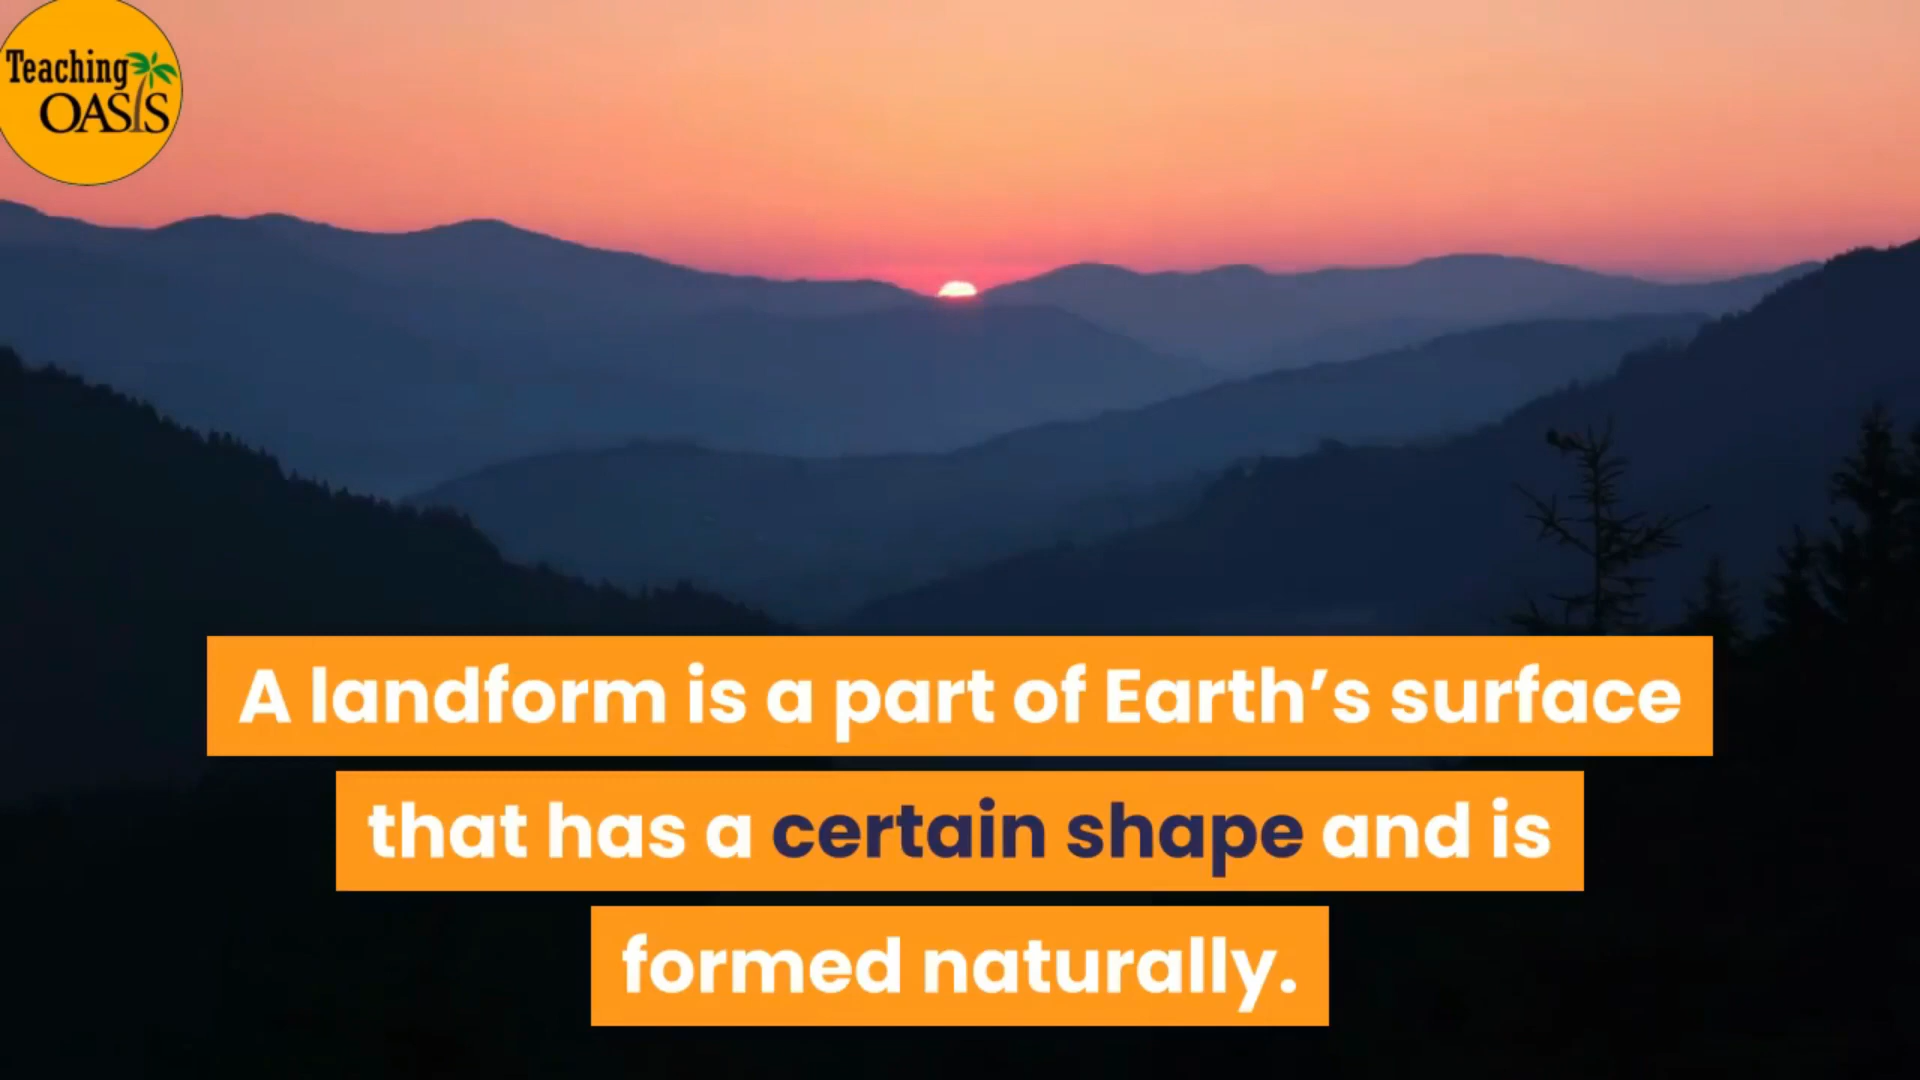 Teaching
OASIS
A landform is a part of Earth’s surface
that has a certain shape and is
formed naturally.